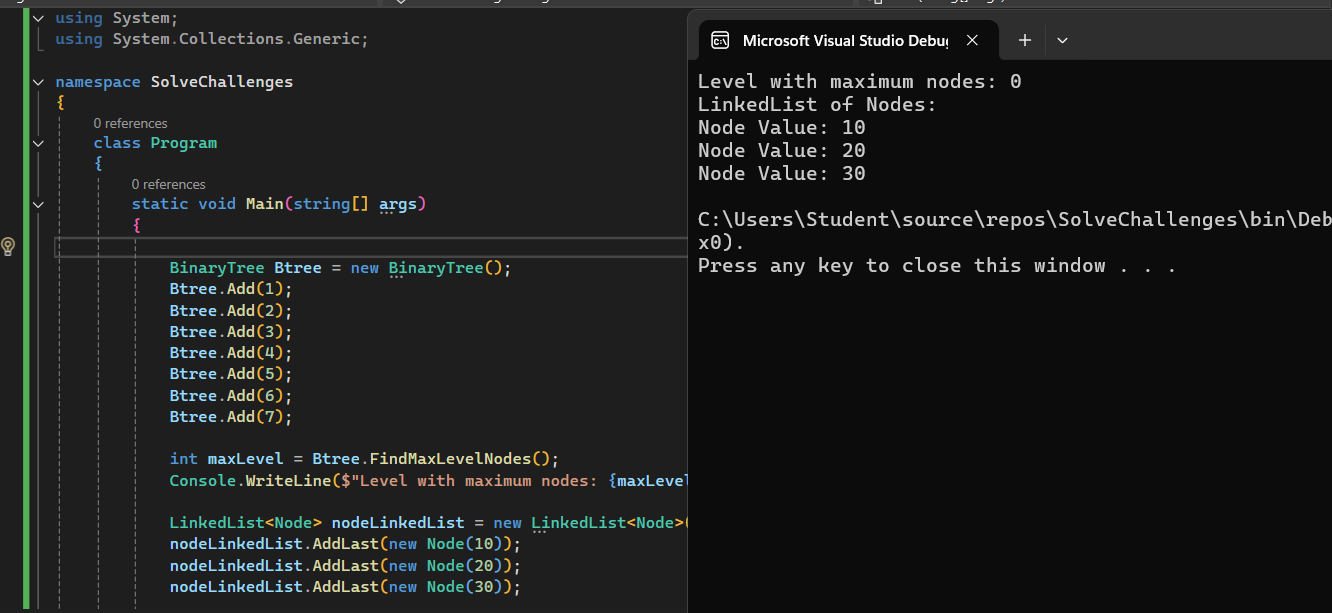 using System;
using System.Collections.Generic;
namespace SolveChallenges
{
0 references
class Program
{
0 references
static void Main(string[] args)
{
BinaryTree Btree = new BinaryTree();
Btree.Add(1);
Btree.Add(2);
Btree.Add(3);
Btree.Add(4);
Btree.Add(5);
Btree.Add(6);
Btree.Add(7);
int maxLevel = Btree.FindMaxLevelNodes();
Console.WriteLine($"Level with maximum nodes: {maxLevel
LinkedList<Node> nodeLinkedList = new LinkedList<Node>(
nodeLinkedList.AddLast(new Node(10));
nodeLinkedList.AddLast(new Node(20));
nodeLinkedList.AddLast(new Node(30));
Microsoft Visual Studio Debug
Level with maximum nodes: 0
LinkedList of Nodes:
Node Value: 10
Node Value: 20
Node Value: 30
C:\Users\Student\source\repos\SolveChallenges\bin\Deb
x0).
Press any key to close this window . . .